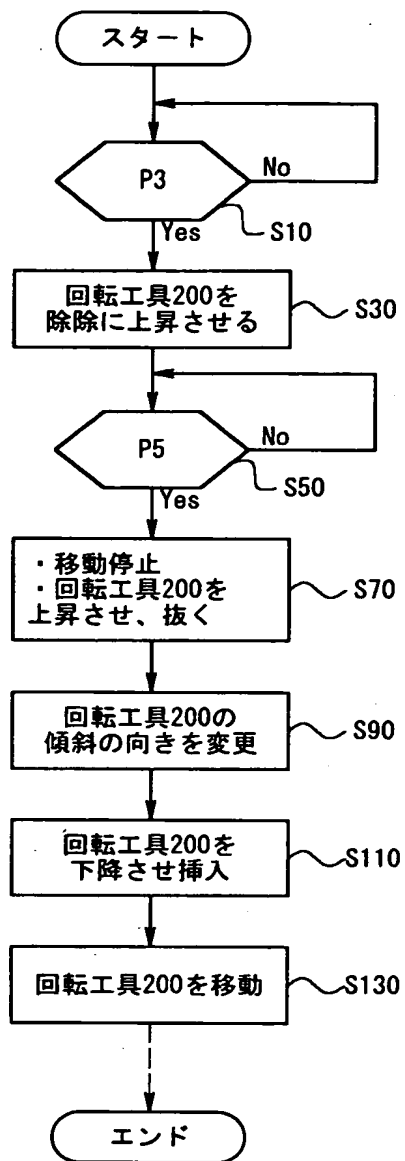 スタート
P3
No
Yes
S10
回転工具200を
除除に上昇させる
S30
P5
No
Yes
S50
・移動停止
・回転工具200を
上昇させ、抜く
S70
回転工具200の
傾斜の向きを変更
S90
回転工具200を
下降させ挿入
S110
回転工具200を移動
S130
エンド